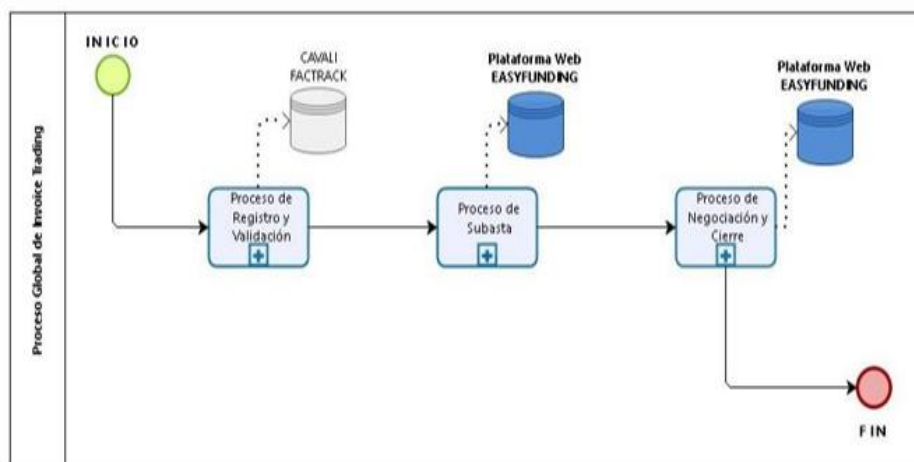 Proceso Global de Invoice Trading
INICIO
CAVALI
FACTRACK
Plataforma Web
EASYFUNDING
Plataforma Web
EASYFUNDING
Proceso de
Registro y
Validación
Proceso de
Subasta
Proceso de
Negociación y
Cierre
FIN